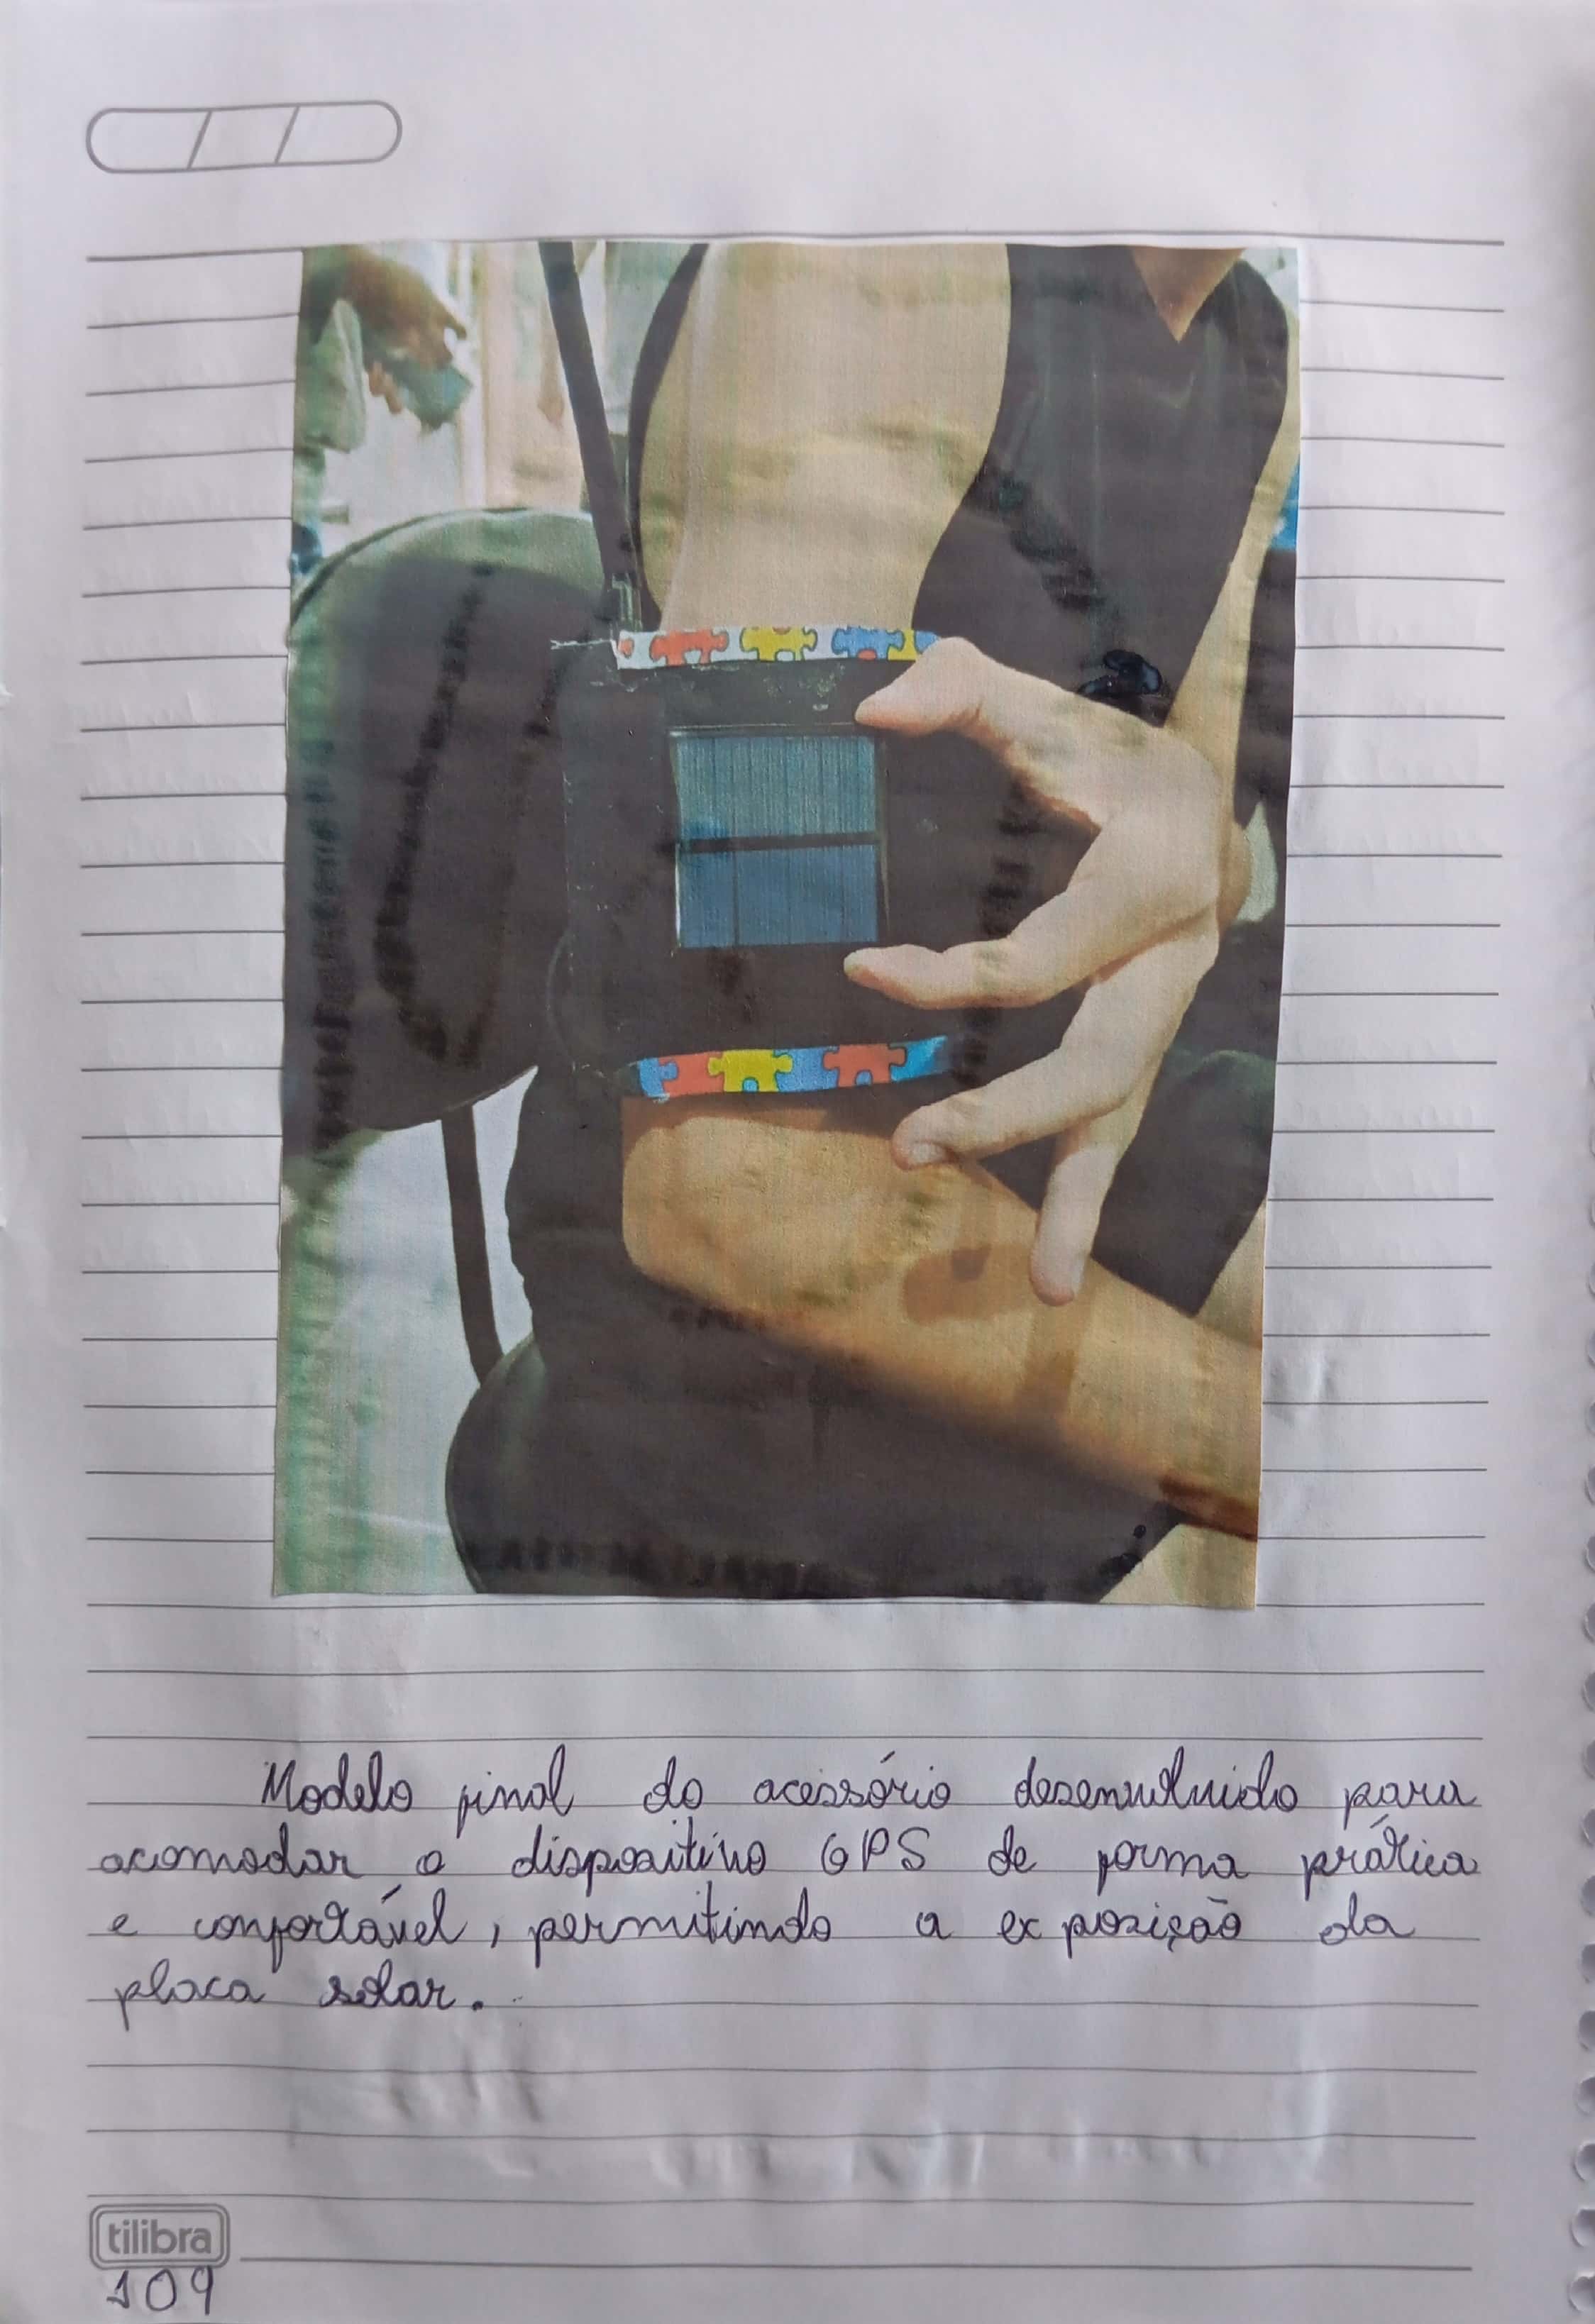 Modelo final do acessório desenvolvido para
acomodar o dispositivo GPS de forma prática
e confortável, permitindo a exposição da
placa solar.
tilibra
109